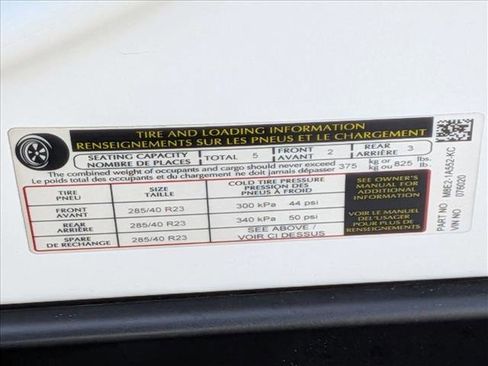 TIRE AND LOADING INFORMATION
RENSEIGNEMENTS SUR LES PNEUS ET LE CHARGEMENT
SEATING CAPACITY
NOMBRE DE PLACES
TOTAL 5
FRONT
AVANT 2
REAR
ARRIÈRE 3
The combined weight of occupants and cargo should never exceed 375 kg or 825 lbs.
Le poids total des occupants et du chargement ne doit jamais dépasser 375 kg ou 825 lb.
TIRE
PNEU
SIZE
TAILLE
COLD TIRE PRESSURE
PRESSION DES
PNEUS A FROID
FRONT
AVANT
285/40 R23
300 kPa 44 psi
REAR
ARRIÈRE
285/40 R23
340 kPa 50 psi
SPARE
DE RECHANGE
285/40 R23
SEE ABOVE /
VOIR CI DESSUS
SEE OWNER'S
MANUAL FOR
ADDITIONAL
INFORMATION
VOIR LE MANUEL
DE L'USAGER
POUR PLUS DE
RENSEIGNEMENTS
PART NO
VIN NO 076020